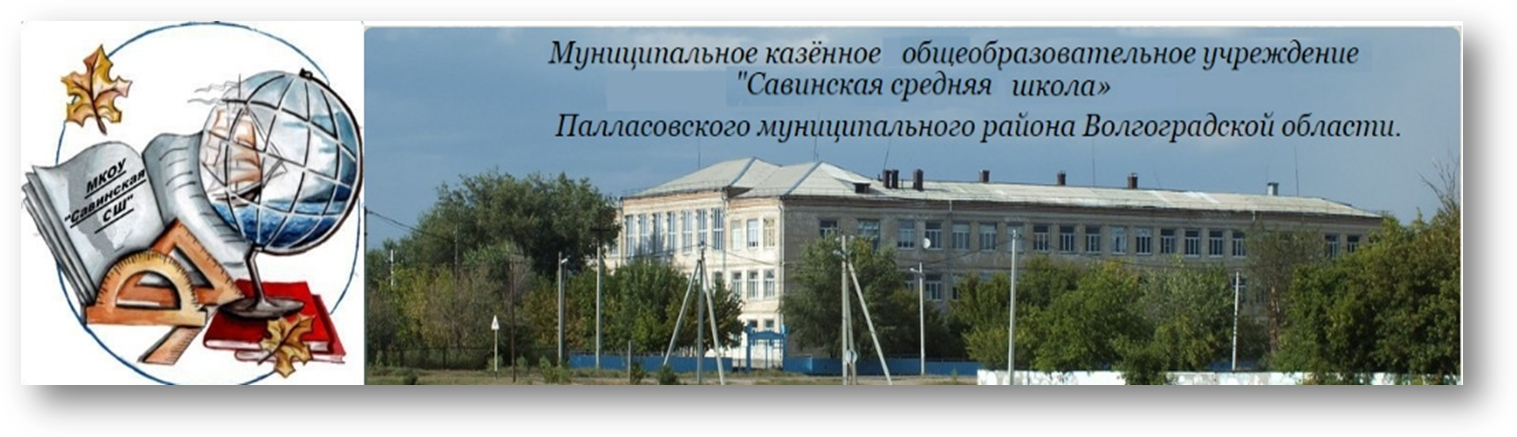 МКОУ
"Савинская
СШ"
Муниципальное казённое общеобразовательное учреждение
"Савинская средняя школа»
Палласовского муниципального района Волгоградской области.